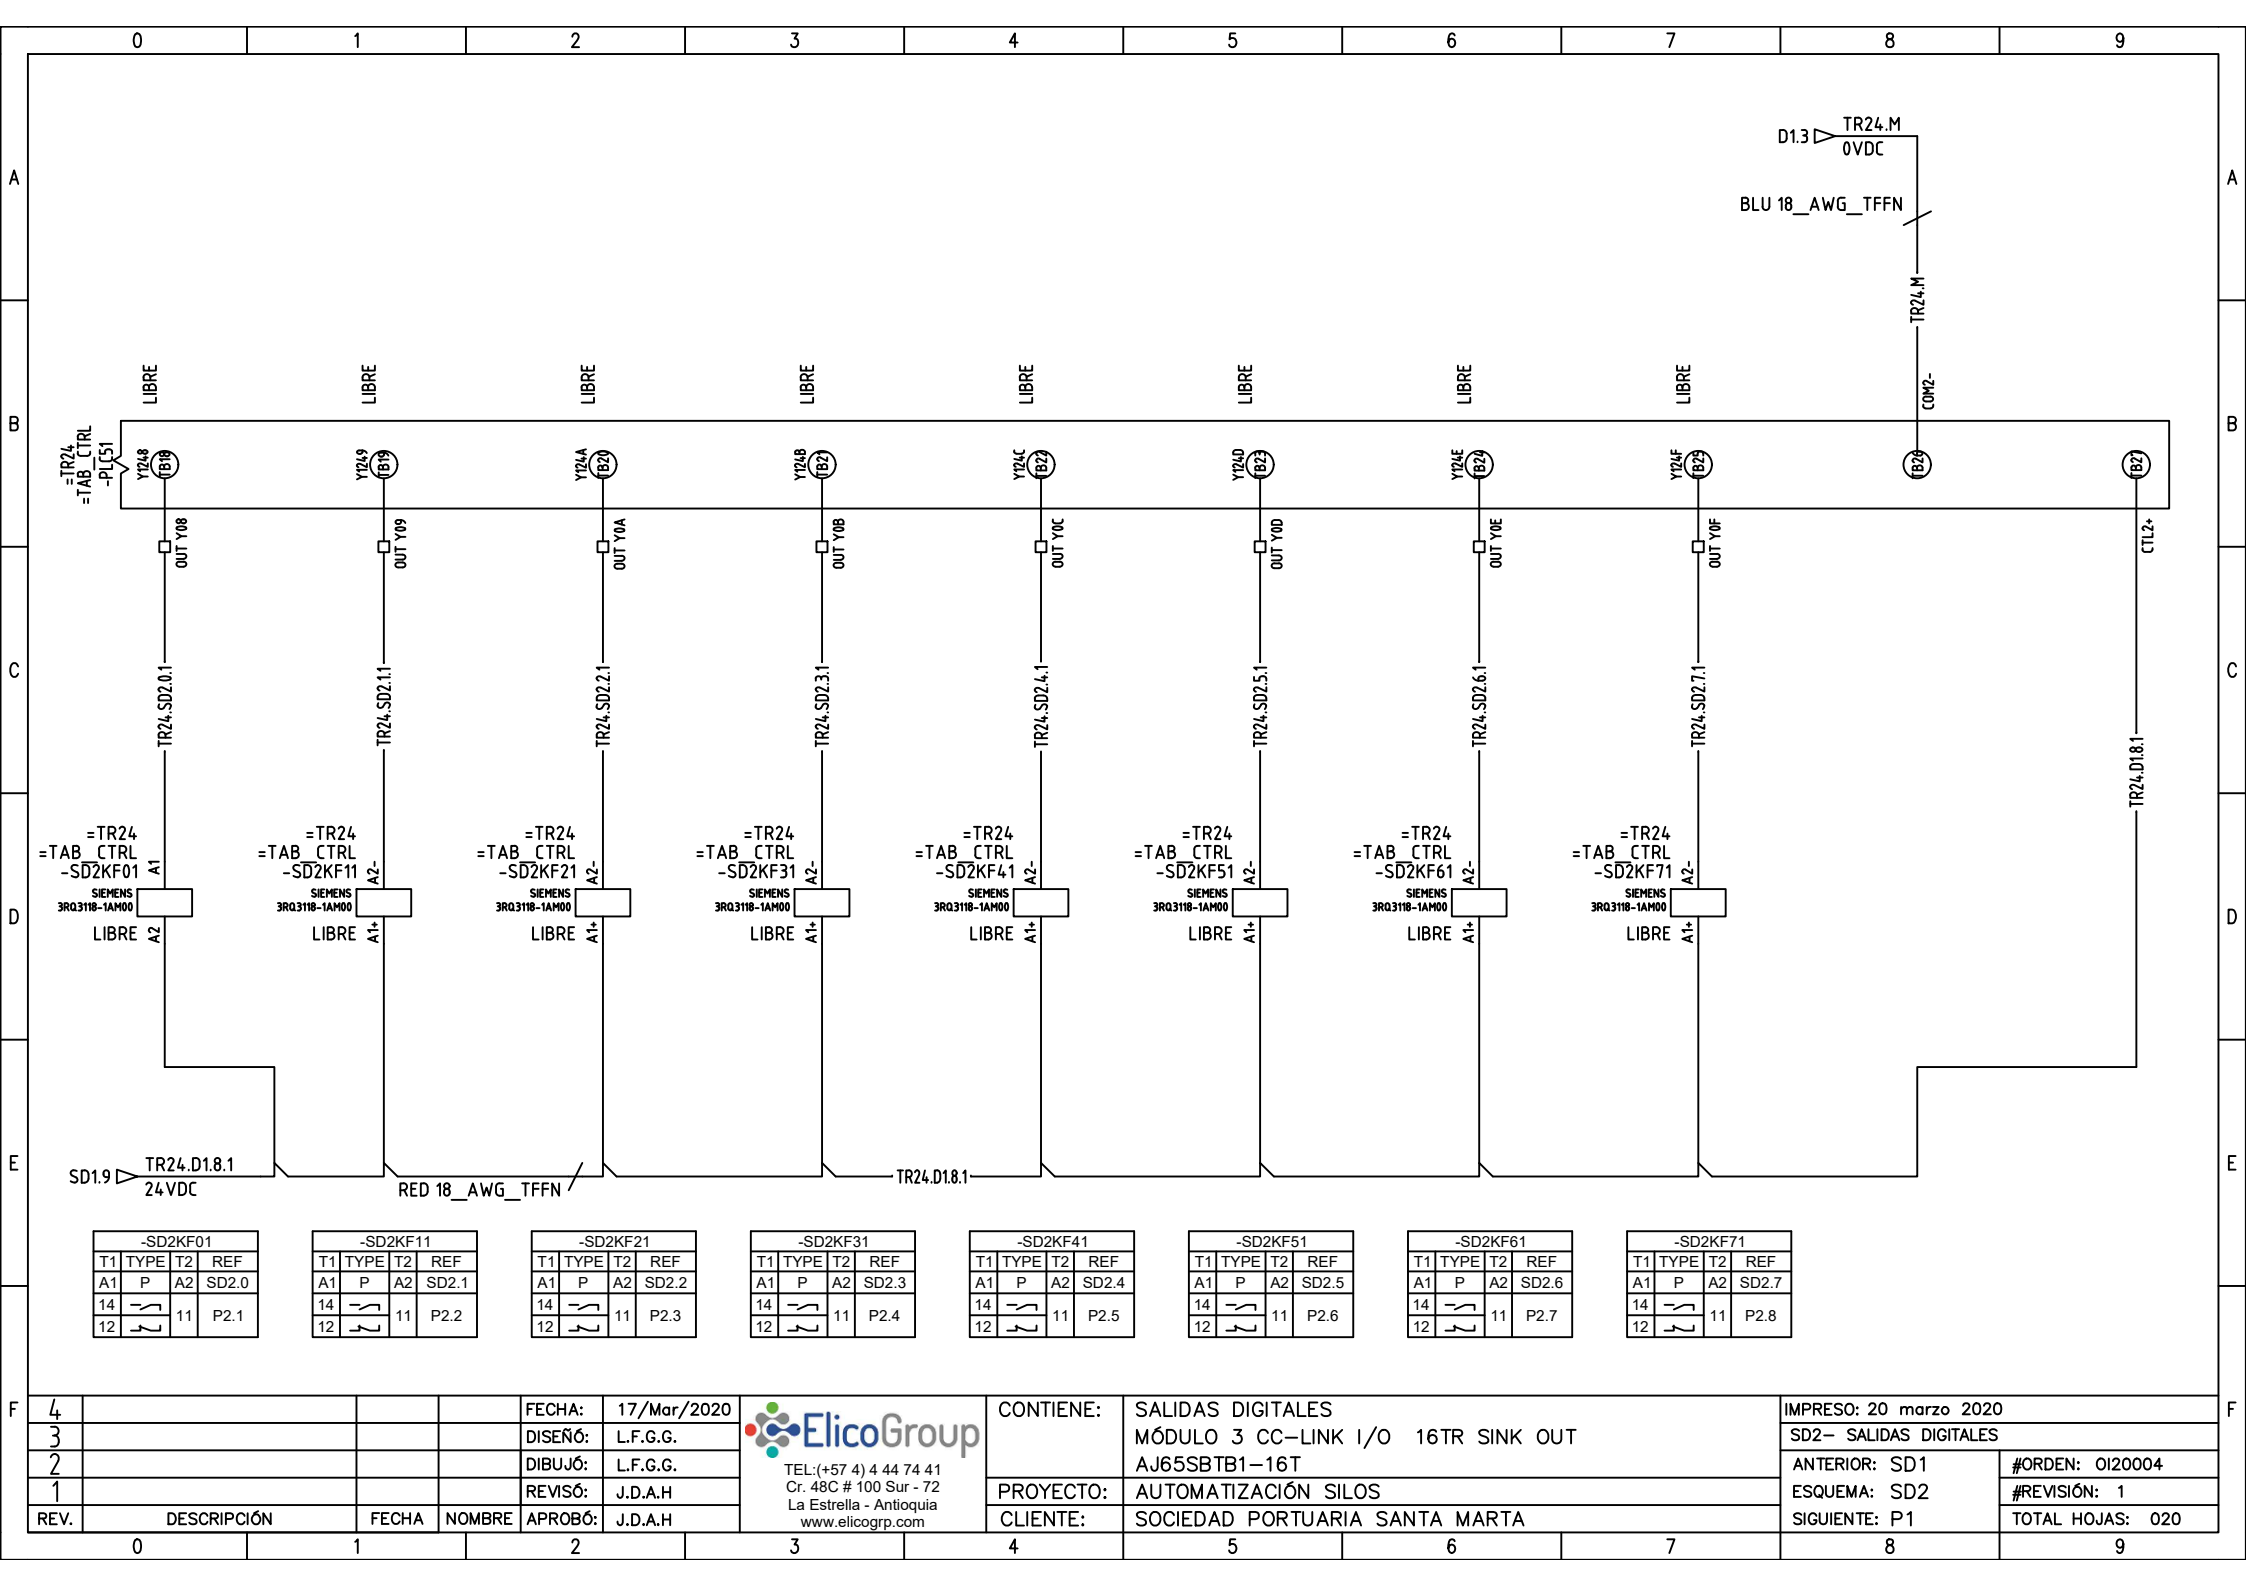 0 1 2 3 4 5 6 7 8 9
A
A
D1.3 TR24.M
0VDC
BLU 18_AWG_TFFN
TR24.M
COM2-
LIBRE LIBRE LIBRE LIBRE LIBRE LIBRE LIBRE LIBRE
B
B
=TR24
=TAB_CTRL
-PLC51
Y1248 TB18 Y1249 TB19 Y124A TB20 Y124B TB21 Y124C TB22 Y124D TB23 Y124E TB24 Y124F TB25 TB26 TB27
OUT Y08 OUT Y09 OUT Y0A OUT Y0B OUT Y0C OUT Y0D OUT Y0E OUT Y0F CTL2+
C
C
TR24.SD2.0.1 TR24.SD2.1.1 TR24.SD2.2.1 TR24.SD2.3.1 TR24.SD2.4.1 TR24.SD2.5.1 TR24.SD2.6.1 TR24.SD2.7.1 TR24.D1.8.1
=TR24 =TR24 =TR24 =TR24 =TR24 =TR24 =TR24 =TR24
=TAB_CTRL =TAB_CTRL =TAB_CTRL =TAB_CTRL =TAB_CTRL =TAB_CTRL =TAB_CTRL =TAB_CTRL
-SD2KF01 A1 -SD2KF11 A2- -SD2KF21 A2- -SD2KF31 A2- -SD2KF41 A2- -SD2KF51 A2- -SD2KF61 A2- -SD2KF71 A2-
SIEMENS SIEMENS SIEMENS SIEMENS SIEMENS SIEMENS SIEMENS SIEMENS
3RQ3118-1AM00 3RQ3118-1AM00 3RQ3118-1AM00 3RQ3118-1AM00 3RQ3118-1AM00 3RQ3118-1AM00 3RQ3118-1AM00 3RQ3118-1AM00
D
D
LIBRE A2 LIBRE A1+ LIBRE A1+ LIBRE A1+ LIBRE A1+ LIBRE A1+ LIBRE A1+ LIBRE A1+
E
E
SD1.9 TR24.D1.8.1
24VDC
RED 18_AWG_TFFN
TR24.D1.8.1
-SD2KF01 -SD2KF11 -SD2KF21 -SD2KF31 -SD2KF41 -SD2KF51 -SD2KF61 -SD2KF71
T1 TYPE T2 REF T1 TYPE T2 REF T1 TYPE T2 REF T1 TYPE T2 REF T1 TYPE T2 REF T1 TYPE T2 REF T1 TYPE T2 REF T1 TYPE T2 REF
A1 P A2 SD2.0 A1 P A2 SD2.1 A1 P A2 SD2.2 A1 P A2 SD2.3 A1 P A2 SD2.4 A1 P A2 SD2.5 A1 P A2 SD2.6 A1 P A2 SD2.7
14 14 14 14 14 14 14 14
11 P2.1 11 P2.2 11 P2.3 11 P2.4 11 P2.5 11 P2.6 11 P2.7 11 P2.8
12 12 12 12 12 12 12 12
F
F
4
3
2
1
REV. DESCRIPCIÓN FECHA NOMBRE
FECHA: 17/Mar/2020
DISEÑÓ: L.F.G.G.
DIBUJÓ: L.F.G.G.
REVISÓ: J.D.A.H
APROBÓ: J.D.A.H
ElicoGroup
TEL:(+57 4) 4 44 74 41
Cr. 48C # 100 Sur - 72
La Estrella - Antioquia
www.elicogrp.com
CONTIENE: SALIDAS DIGITALES
MÓDULO 3 CC-LINK I/O 16TR SINK OUT
AJ65SBTB1-16T
PROYECTO: AUTOMATIZACIÓN SILOS
CLIENTE: SOCIEDAD PORTUARIA SANTA MARTA
IMPRESO: 20 marzo 2020
SD2- SALIDAS DIGITALES
ANTERIOR: SD1 #ORDEN: OI20004
ESQUEMA: SD2 #REVISIÓN: 1
SIGUIENTE: P1 TOTAL HOJAS: 020
0 1 2 3 4 5 6 7 8 9